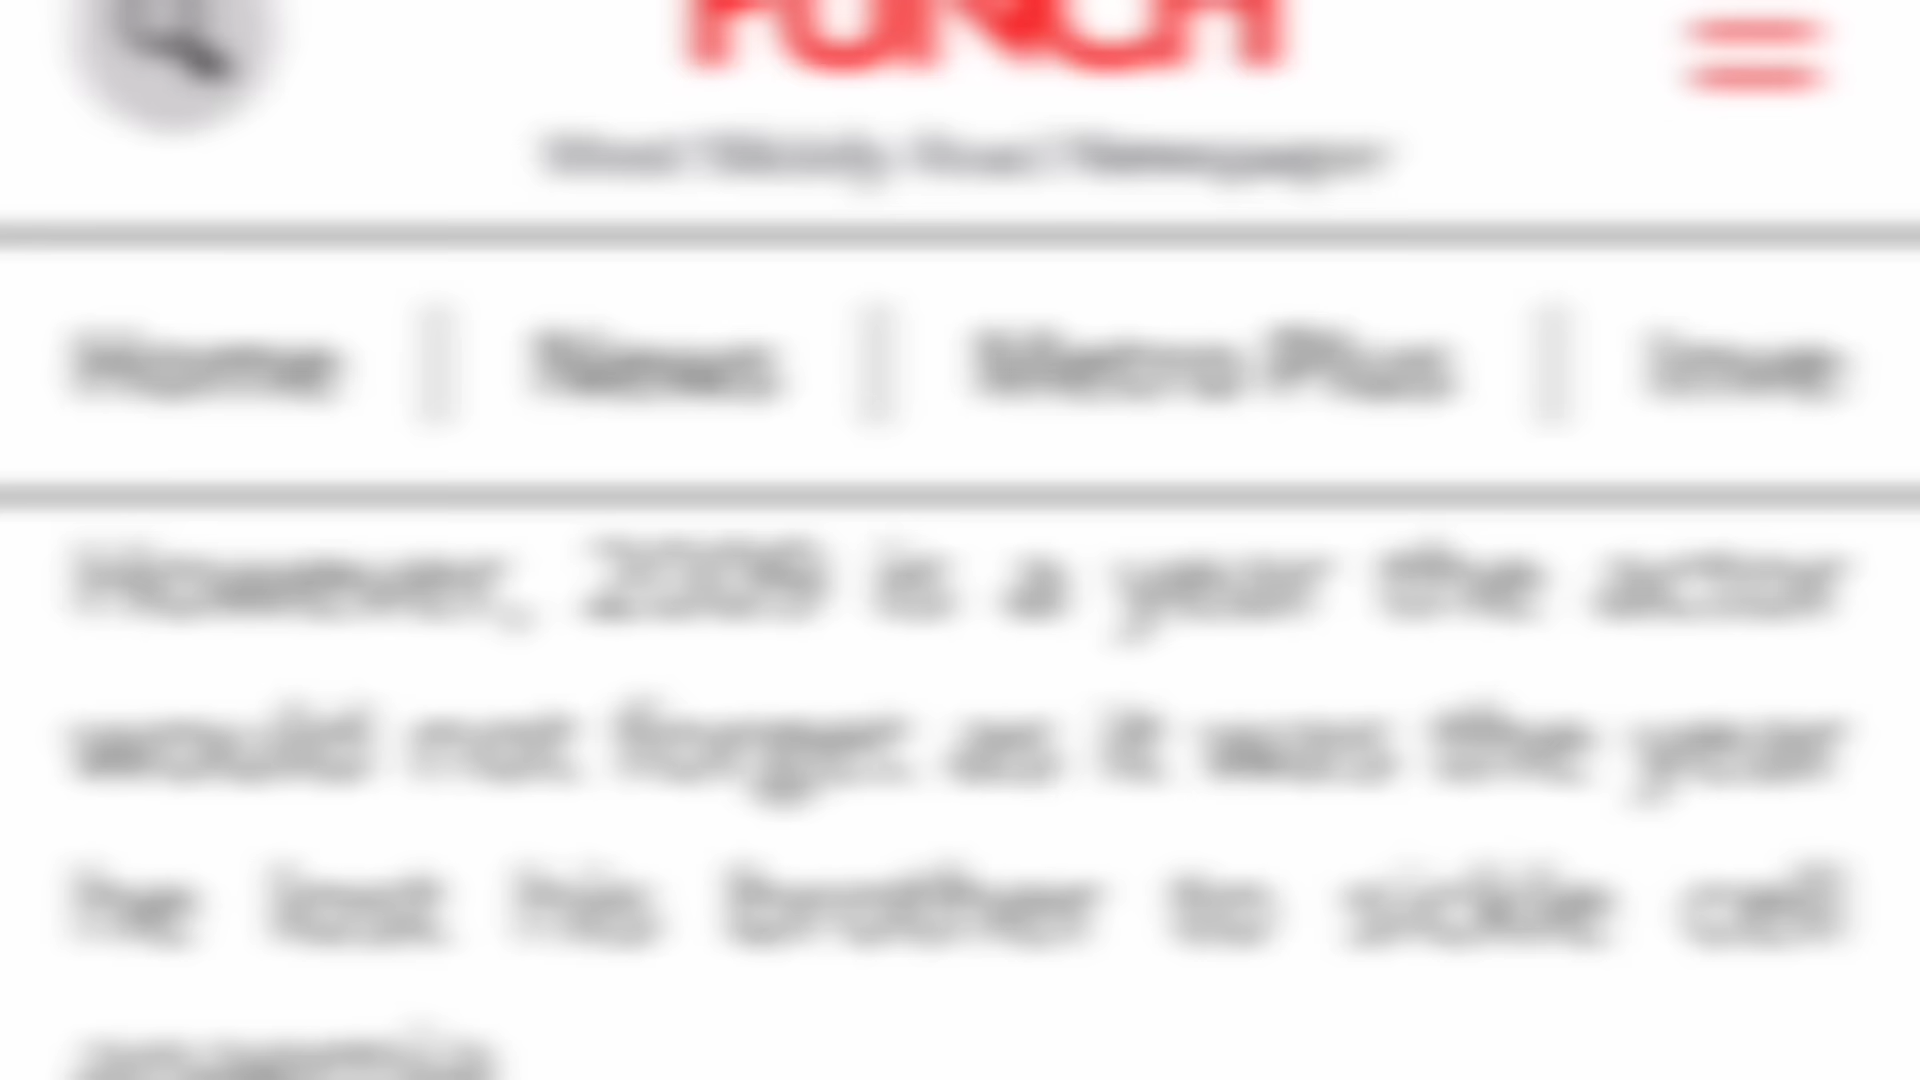 PUNCH
Most Widely Read Newspaper
Home News Metro Plus Inve
However, 2009 is a year the actor
would not forget, as it was the year
he lost his brother to sickle cell
anaemia